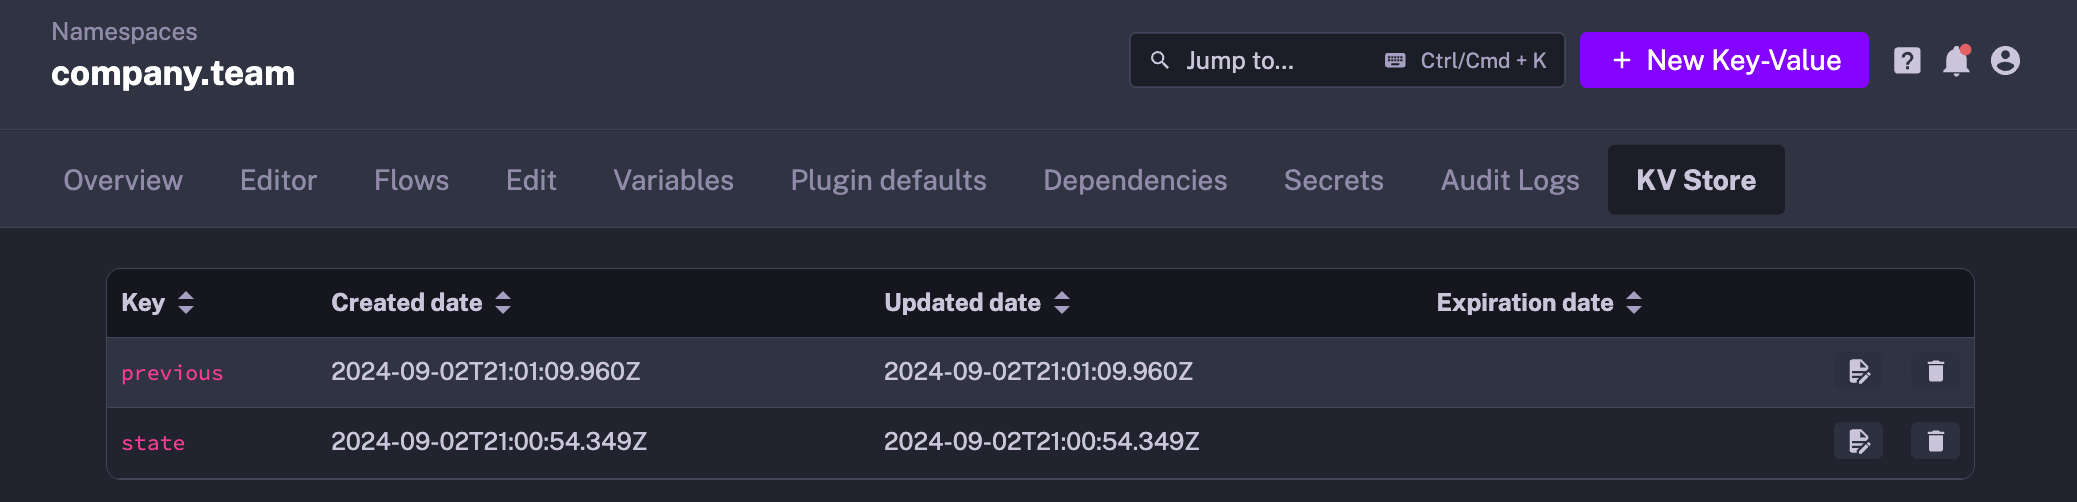 Namespaces
company.team
Jump to... Ctrl/Cmd + K
+ New Key-Value
?
Overview Editor Flows Edit Variables Plugin defaults Dependencies Secrets Audit Logs KV Store
Key Created date Updated date Expiration date
previous 2024-09-02T21:01:09.960Z 2024-09-02T21:01:09.960Z
state 2024-09-02T21:00:54.349Z 2024-09-02T21:00:54.349Z